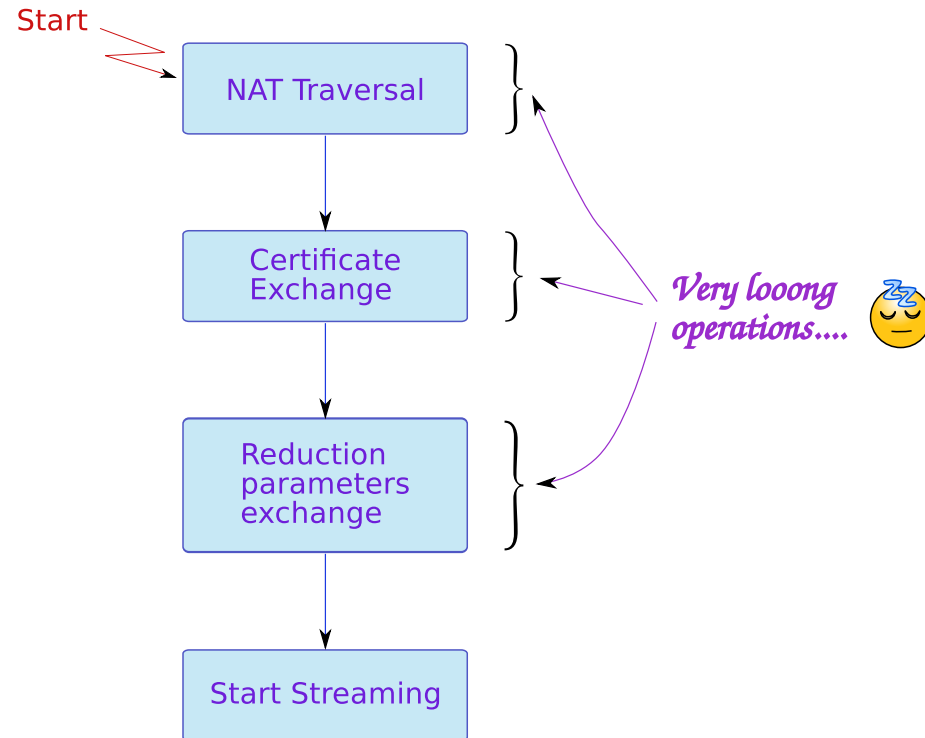 Start
NAT Traversal
Certificate
Exchange
Very looong
operations....
Reduction
parameters
exchange
Start Streaming